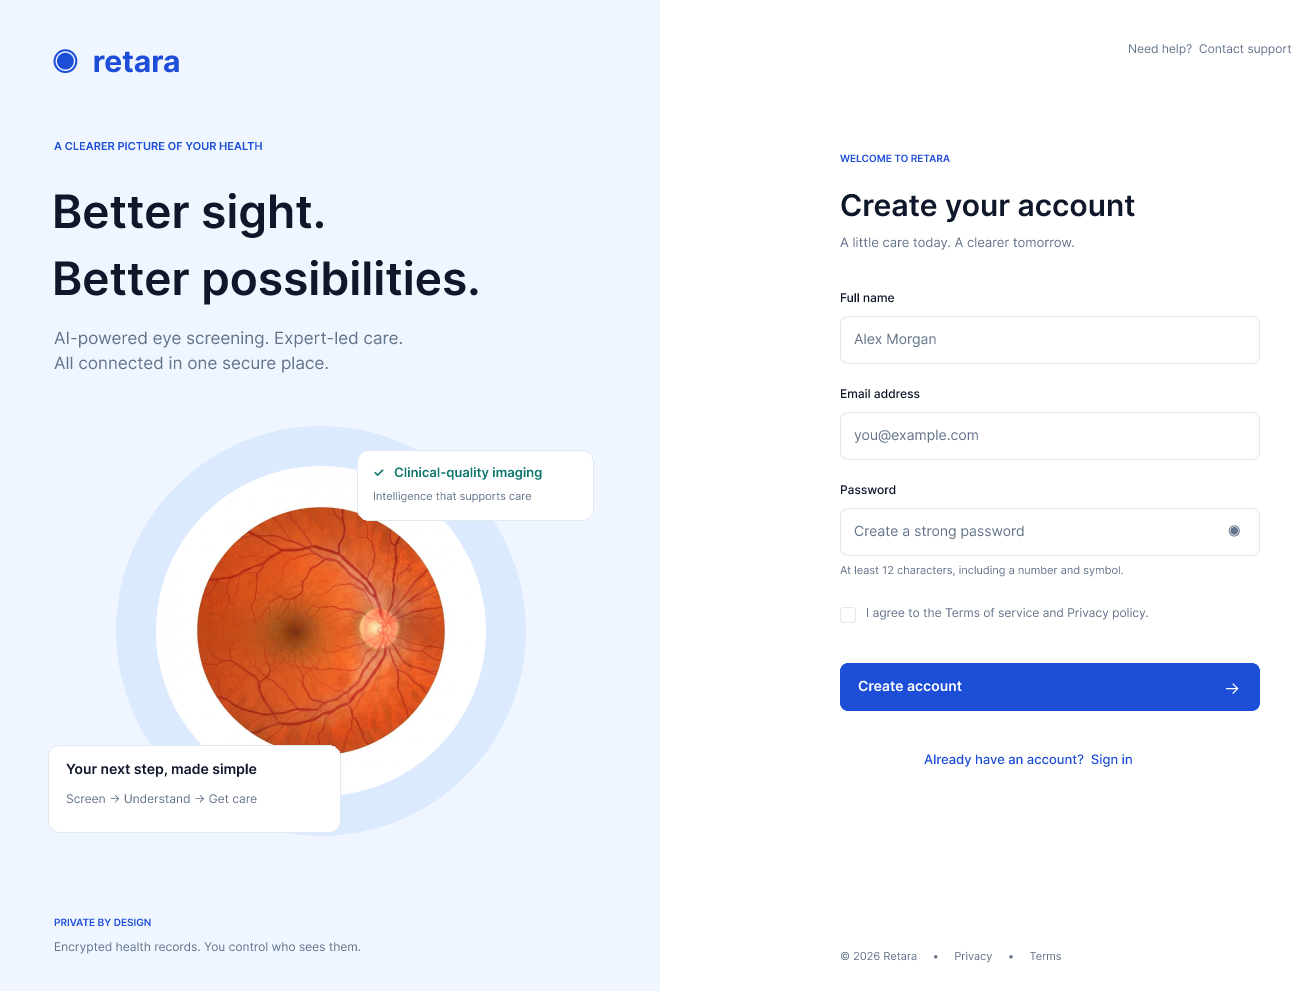 retara
A CLEARER PICTURE OF YOUR HEALTH
Better sight.
Better possibilities.
AI-powered eye screening. Expert-led care.
All connected in one secure place.
✓ Clinical-quality imaging
Intelligence that supports care
Your next step, made simple
Screen → Understand → Get care
PRIVATE BY DESIGN
Encrypted health records. You control who sees them.
Need help? Contact support
WELCOME TO RETARA
Create your account
A little care today. A clearer tomorrow.
Full name
Alex Morgan
Email address
you@example.com
Password
Create a strong password
At least 12 characters, including a number and symbol.
I agree to the Terms of service and Privacy policy.
Create account →
Already have an account? Sign in
© 2026 Retara • Privacy • Terms